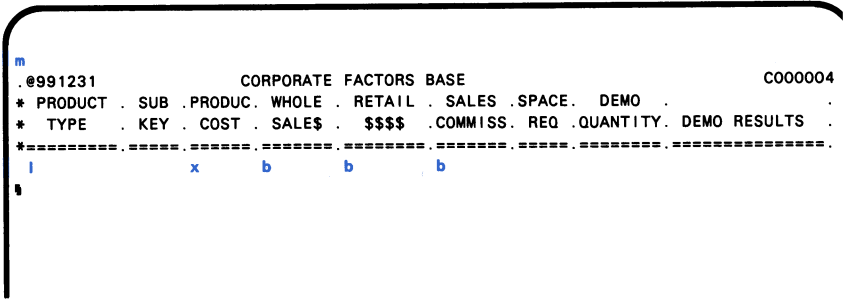 m
.@991231 CORPORATE FACTORS BASE C000004
* PRODUCT . SUB .PRODUC. WHOLE . RETAIL . SALES .SPACE. DEMO . .
* TYPE . KEY . COST . SALE$ . $$$$ .COMMISS. REQ .QUANTITY. DEMO RESULTS .
*=========.=====.======.=======.========.=======.=====.========.===============.
l x b b b